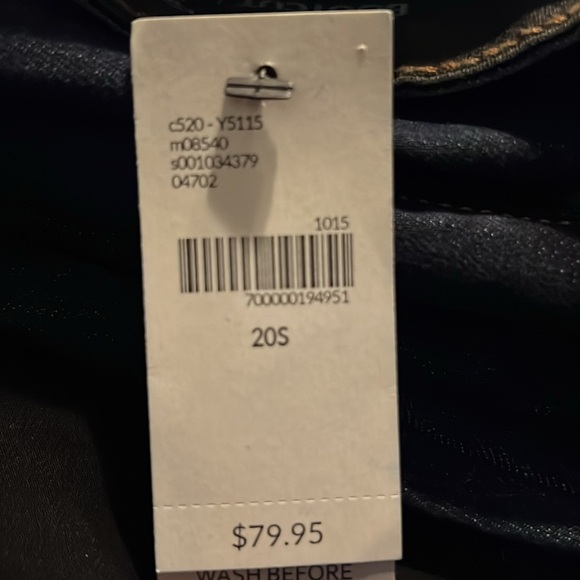 c520 - Y5115
m08540
s001034379
04702
1015
700000194951
20S
$79.95
WASH BEFORE